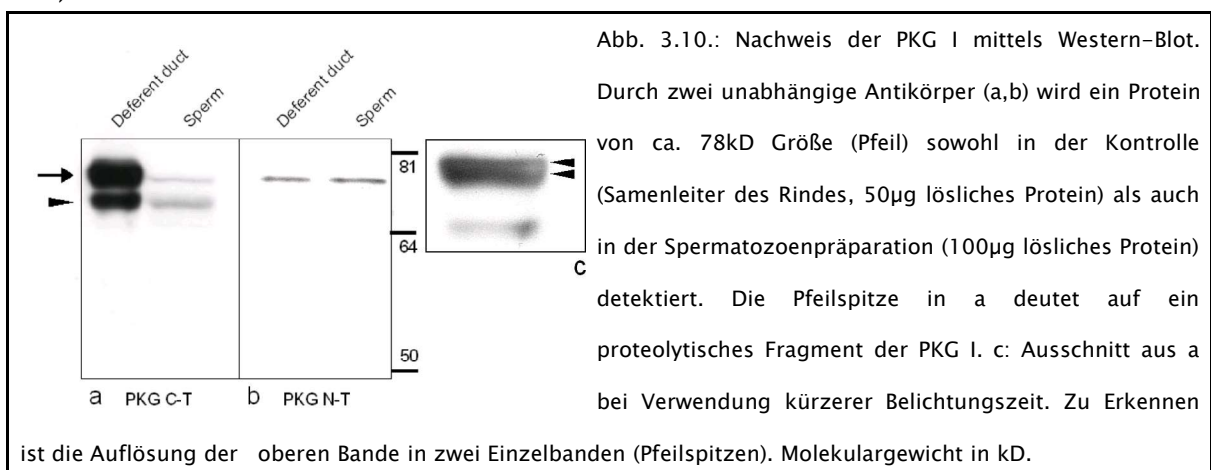 Deferent duct
Sperm
Deferent duct
Sperm
81
64
50
a PKG C-T
b PKG N-T
c
Abb. 3.10.: Nachweis der PKG I mittels Western-Blot.
Durch zwei unabhängige Antikörper (a,b) wird ein Protein
von ca. 78kD Größe (Pfeil) sowohl in der Kontrolle
(Samenleiter des Rindes, 50µg lösliches Protein) als auch
in der Spermatozoenpräparation (100µg lösliches Protein)
detektiert. Die Pfeilspitze in a deutet auf ein
proteolytisches Fragment der PKG I. c: Ausschnitt aus a
bei Verwendung kürzerer Belichtungszeit. Zu Erkennen
ist die Auflösung der oberen Bande in zwei Einzelbanden (Pfeilspitzen). Molekulargewicht in kD.